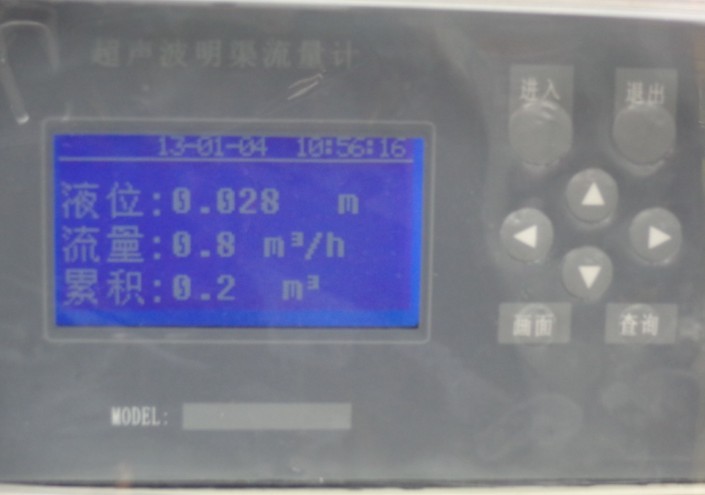 超声波明渠流量计
进入 退出
13-01-04 10:56:16
液位:0.028 m
流量:0.8 m³/h
累积:0.2 m³
画面 查询
MODEL: